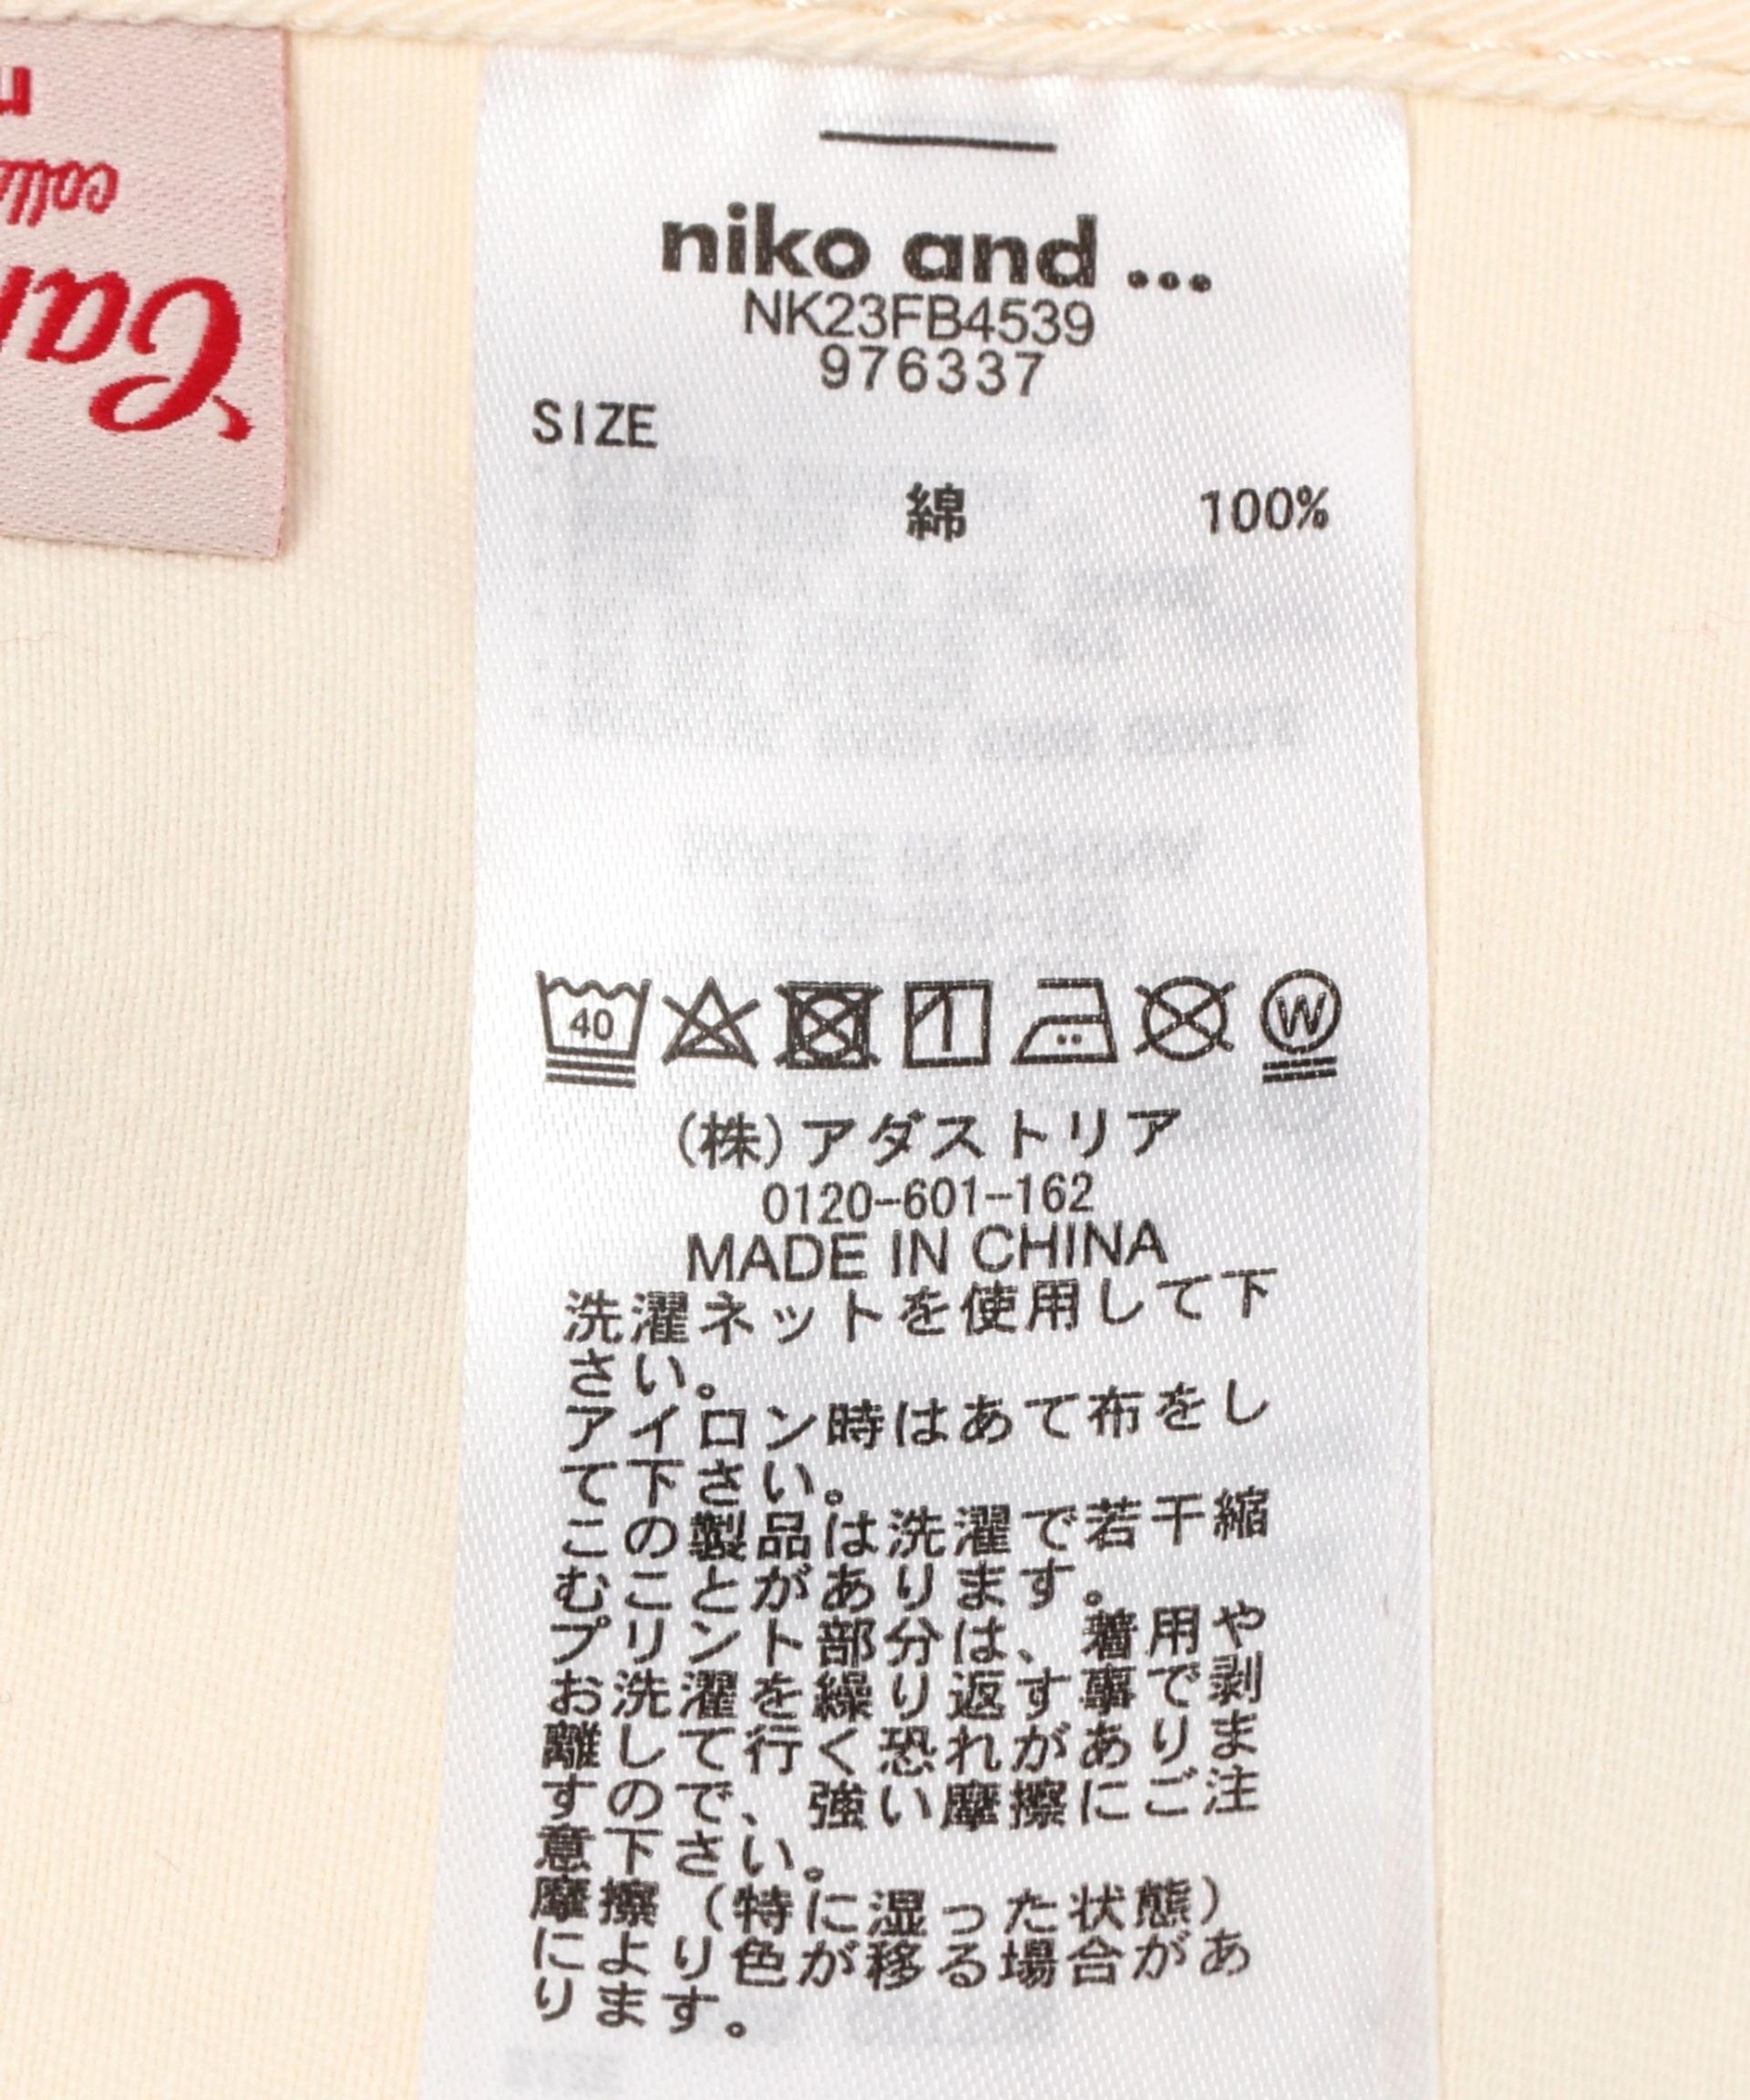 niko and ...
NK23FB4539
976337
SIZE
綿 100%
40
W
(株)アダストリア
0120-601-162
MADE IN CHINA
洗濯ネットを使用して下
さい。
アイロン時はあて布をし
て下さい。
この製品は洗濯で若干縮
むことがあります。
プリント部分は、着用や
お洗濯を繰り返す事で剥
離して行く恐れがありま
すので、強い摩擦にご注
意下さい。
摩擦(特に湿った状態)
により色が移る場合があ
ります。